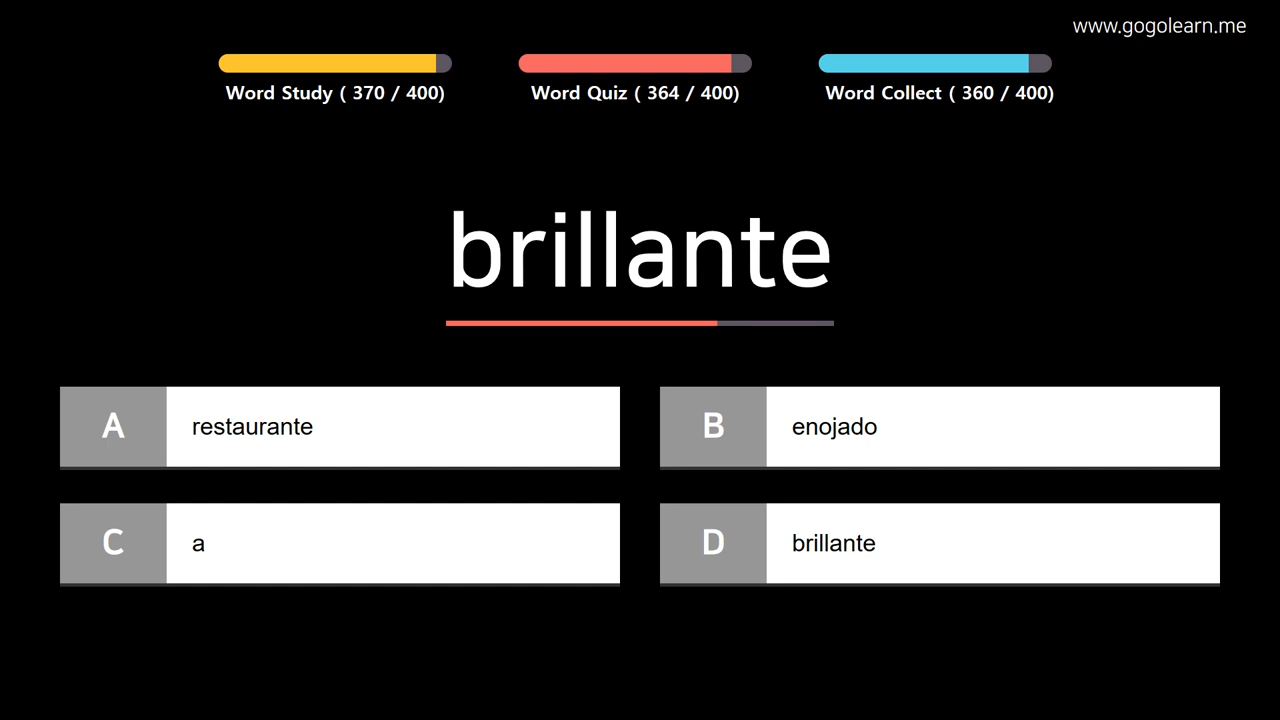 www.gogolearn.me
Word Study ( 370 / 400)
Word Quiz ( 364 / 400)
Word Collect ( 360 / 400)
brillante
A restaurante
B enojado
C a
D brillante